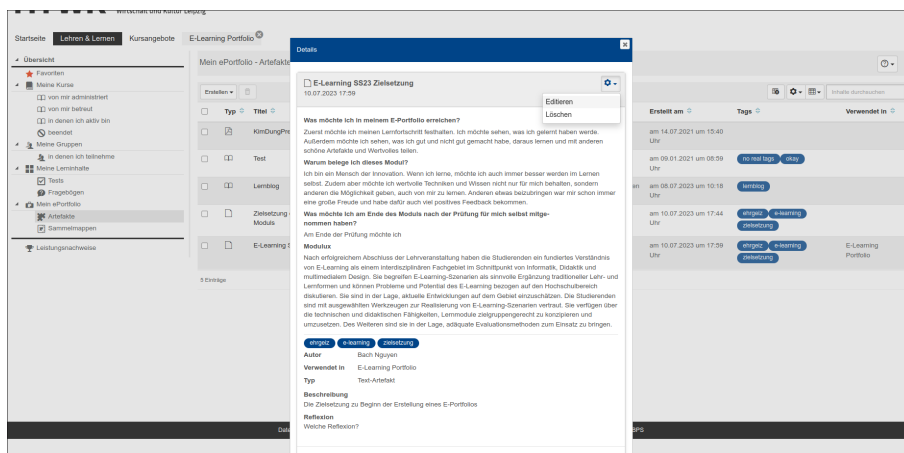 Wirtschaft und Kultur Leipzig
Startseite
Lehren & Lernen
Kursangebote
E-Learning Portfolio
Übersicht
Favoriten
Meine Kurse
von mir administriert
von mir betreut
in denen ich aktiv bin
beendet
Meine Gruppen
in denen ich teilnehme
Meine Lerninhalte
Tests
Fragebögen
Mein ePortfolio
Artefakte
Sammelmappen
Leistungsnachweise
Mein ePortfolio - Artefakte
Erstellen
Typ Titel
KimDungPre
Test
Lernblog
Zielsetzung
Moduls
E-Learning S
5 Einträge
Details
E-Learning SS23 Zielsetzung
10.07.2023 17:59
Editieren
Löschen
Was möchte ich in meinem E-Portfolio erreichen?
Zuerst möchte ich meinen Lernfortschritt festhalten. Ich möchte sehen, was ich gelernt haben werde.
Außerdem möchte ich sehen, was ich gut und nicht gut gemacht habe, daraus lernen und mit anderen
schöne Artefakte und Wertvolles teilen.
Warum belege ich dieses Modul?
Ich bin ein Mensch der Innovation. Wenn ich lerne, möchte ich auch immer besser werden im Lernen
selbst. Zudem aber möchte ich wertvolle Techniken und Wissen nicht nur für mich behalten, sondern
anderen die Möglichkeit geben, auch von mir zu lernen. Anderen etwas beizubringen war mir schon immer
eine große Freude und habe dafür auch viel positives Feedback bekommen.
Was möchte ich am Ende des Moduls nach der Prüfung für mich selbst mitge-
nommen haben?
Am Ende der Prüfung möchte ich
Modulux
Nach erfolgreichem Abschluss der Lehrveranstaltung haben die Studierenden ein fundiertes Verständnis
von E-Learning als einem interdisziplinären Fachgebiet im Schnittpunkt von Informatik, Didaktik und
multimedialem Design. Sie begreifen E-Learning-Szenarien als sinnvolle Ergänzung traditioneller Lehr- und
Lernformen und können Probleme und Potential des E-Learning bezogen auf den Hochschulbereich
diskutieren. Sie sind in der Lage, aktuelle Entwicklungen auf dem Gebiet einzuschätzen. Die Studierenden
sind mit ausgewählten Werkzeugen zur Realisierung von E-Learning-Szenarien vertraut. Sie verfügen über
die technischen und didaktischen Fähigkeiten, Lernmodule zielgruppengerecht zu konzipieren und
umzusetzen. Des Weiteren sind sie in der Lage, adäquate Evaluationsmethoden zum Einsatz zu bringen.
ehrgeiz e-learning zielsetzung
Autor Bach Nguyen
Verwendet in E-Learning Portfolio
Typ Text-Artefakt
Beschreibung
Die Zielsetzung zu Beginn der Erstellung eines E-Portfolios
Reflexion
Welche Reflexion?
Inhalte durchsuchen
Erstellt am Tags Verwendet in
am 14.07.2021 um 15:40
Uhr
am 09.01.2021 um 08:59
Uhr
no real tags okay
en
am 08.07.2023 um 10:18
Uhr
lernblog
am 10.07.2023 um 17:44
Uhr
ehrgeiz e-learning
zielsetzung
am 10.07.2023 um 17:59
Uhr
ehrgeiz e-learning
zielsetzung
E-Learning
Portfolio
Date
BPS